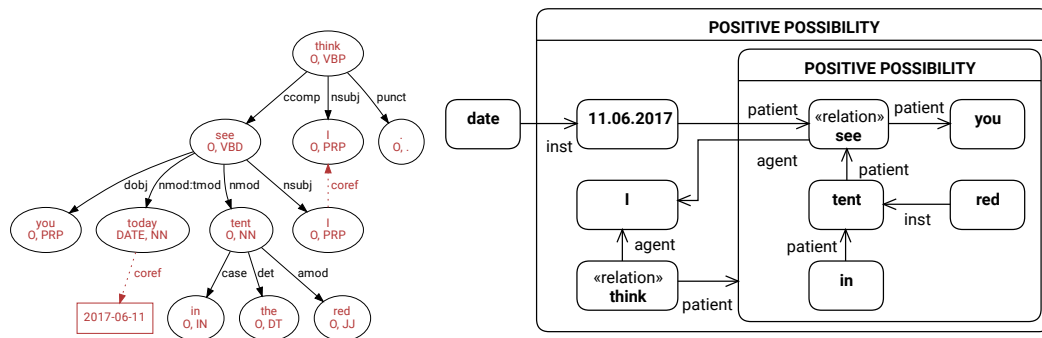 think
O, VBP
ccomp
nsubj
punct
see
O, VBD
I
O, PRP
.
O, .
dobj
nmod:tmod
nmod
nsubj
coref
you
O, PRP
today
DATE, NN
tent
O, NN
I
O, PRP
coref
case
det
amod
2017-06-11
in
O, IN
the
O, DT
red
O, JJ
POSITIVE POSSIBILITY
POSITIVE POSSIBILITY
date
inst
11.06.2017
patient
«relation»
see
patient
you
agent
patient
I
tent
inst
red
agent
patient
«relation»
think
patient
in